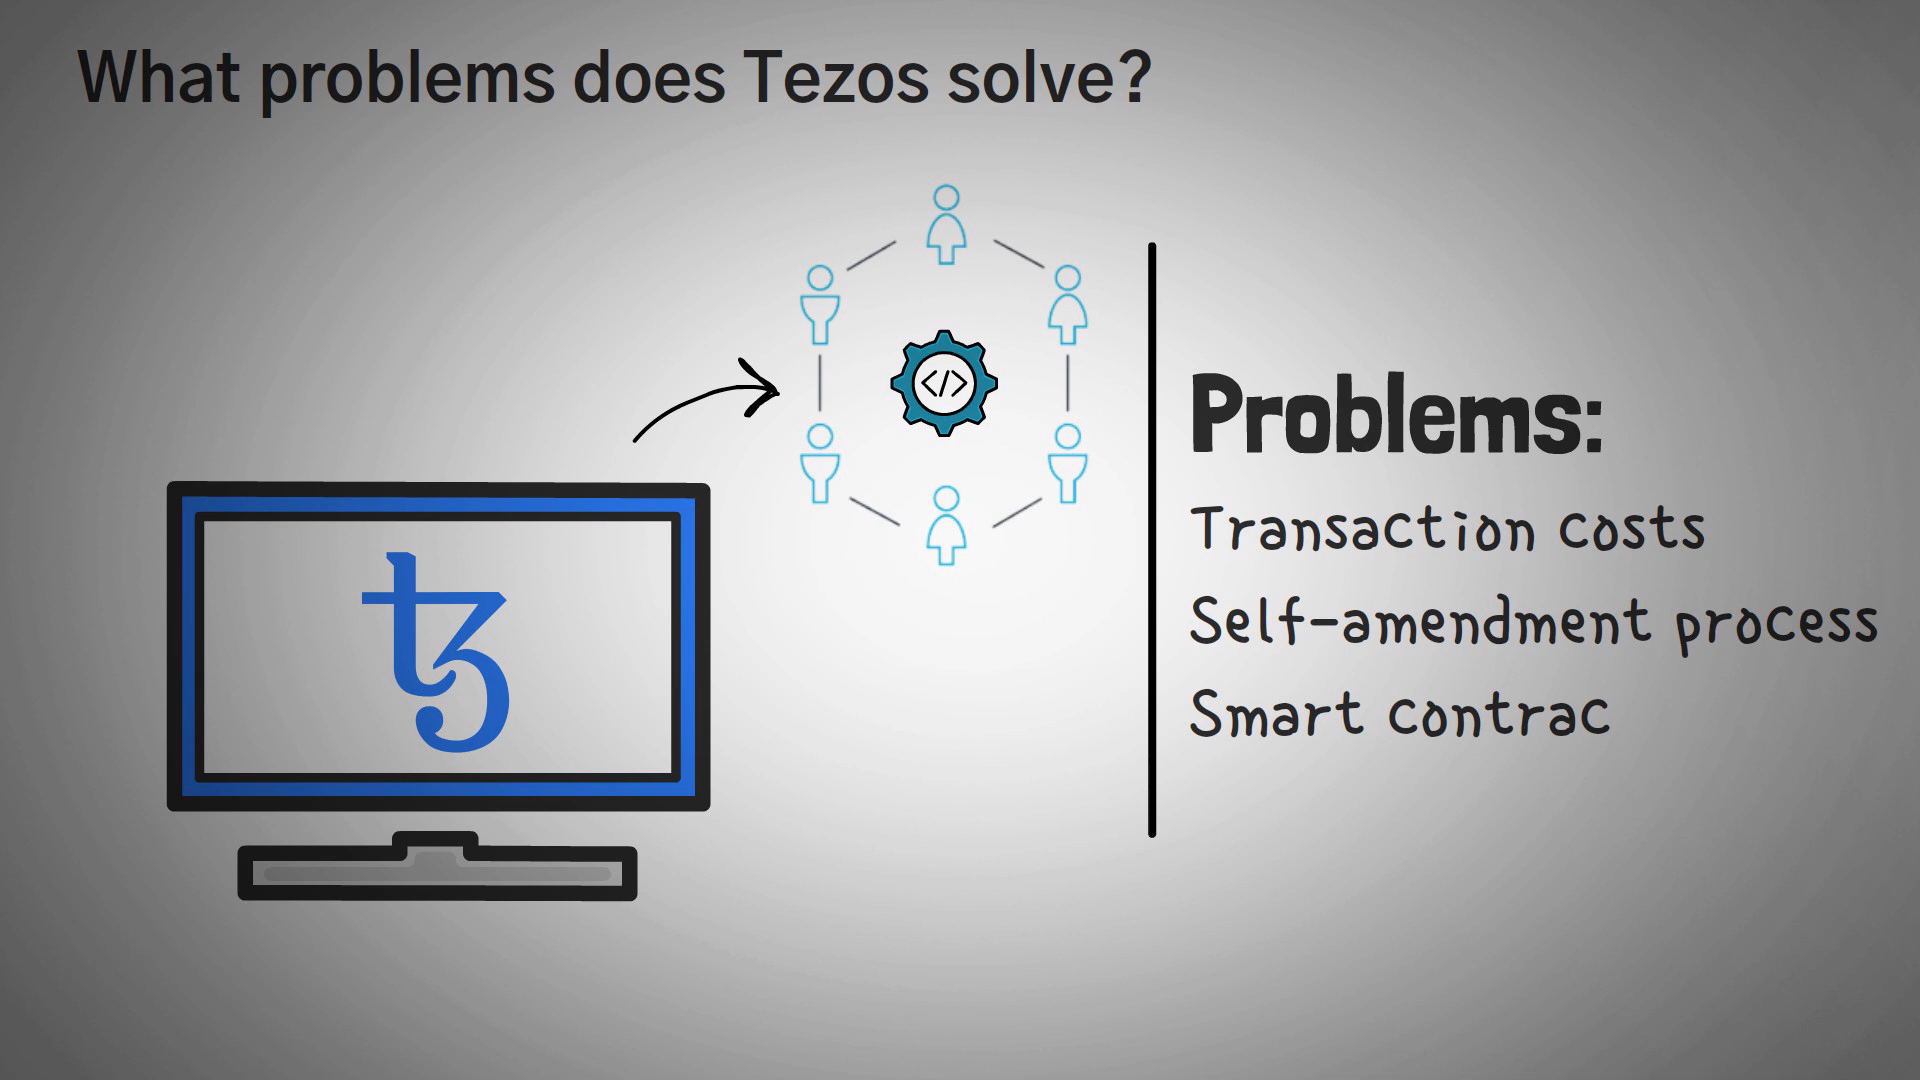 What problems does Tezos solve?
Problems:
Transaction costs
Self-amendment process
Smart contrac